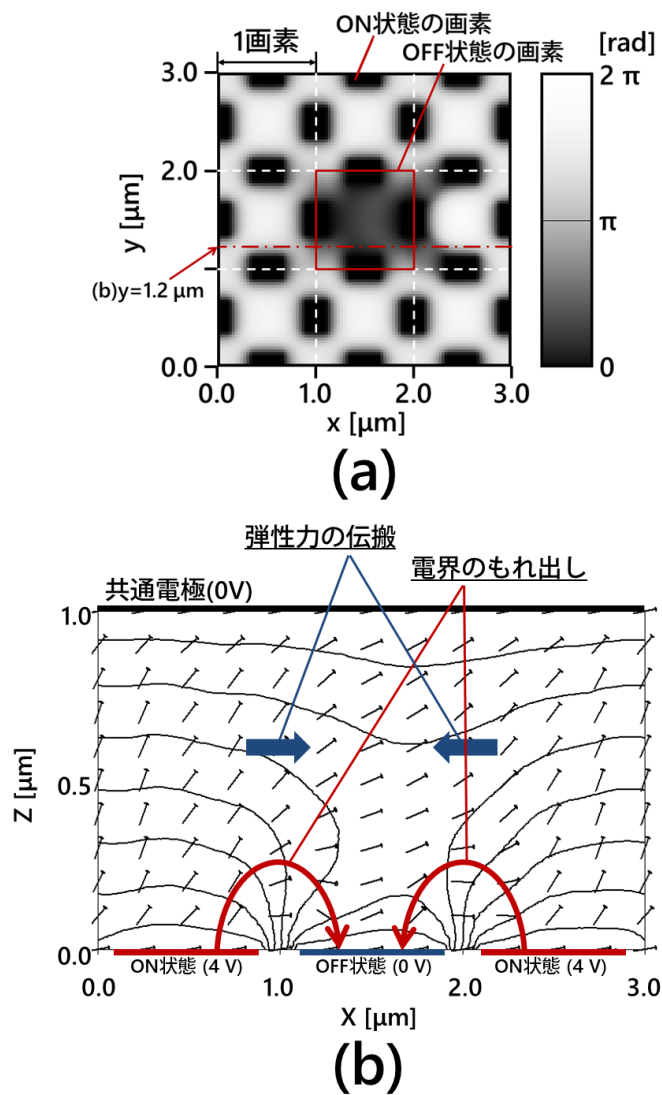 ON状態の画素
1画素
OFF状態の画素
[rad]
3.0
2.0
0.0
y [μm]
(b)y=1.2 μm
2 π
π
0
0.0
1.0
2.0
3.0
x [μm]
(a)
弾性力の伝搬
電界のもれ出し
共通電極(0V)
1.0
0.5
0.0
Z [μm]
ON状態 (4 V)
OFF状態 (0 V)
ON状態 (4 V)
0.0
1.0
2.0
3.0
X [μm]
(b)